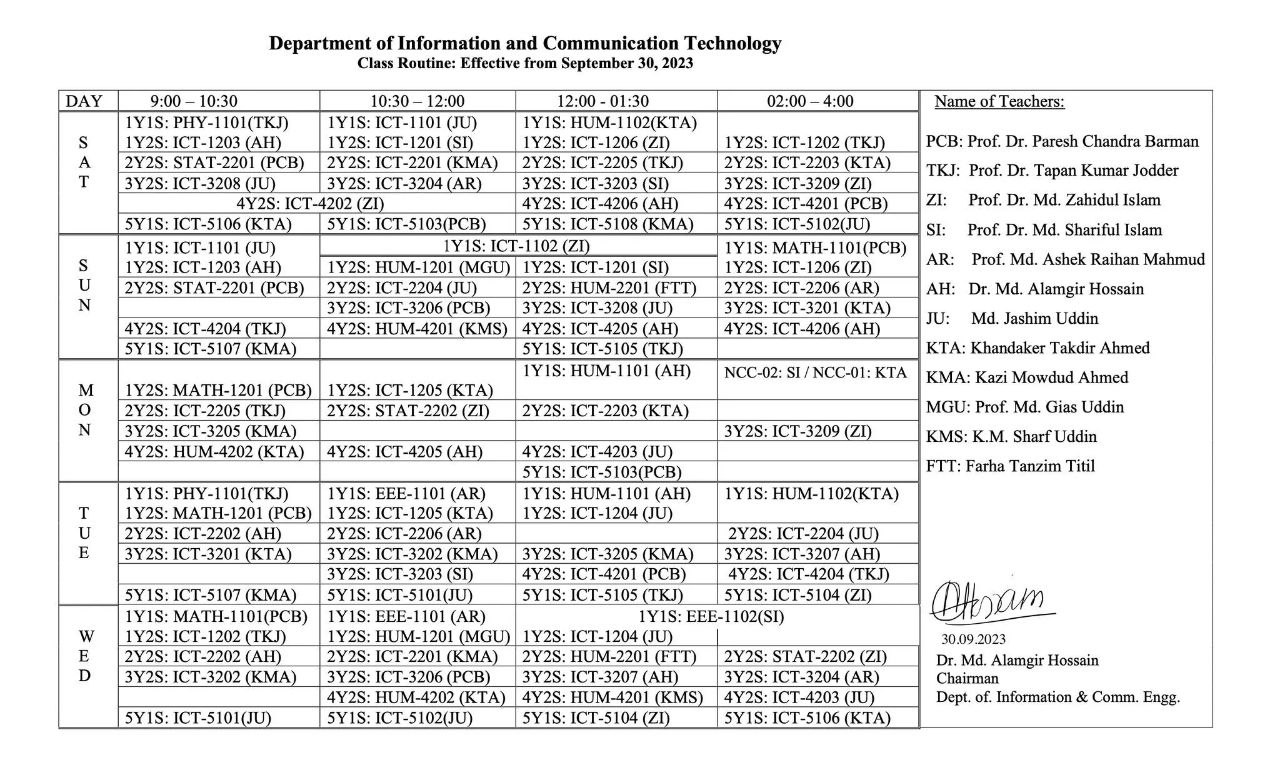 Department of Information and Communication Technology
Class Routine: Effective from September 30, 2023
DAY 9:00 – 10:30 10:30 – 12:00 12:00 - 01:30 02:00 – 4:00
SAT
1Y1S: PHY-1101(TKJ) 1Y1S: ICT-1101 (JU) 1Y1S: HUM-1102(KTA)
1Y2S: ICT-1203 (AH) 1Y2S: ICT-1201 (SI) 1Y2S: ICT-1206 (ZI) 1Y2S: ICT-1202 (TKJ)
2Y2S: STAT-2201 (PCB) 2Y2S: ICT-2201 (KMA) 2Y2S: ICT-2205 (TKJ) 2Y2S: ICT-2203 (KTA)
3Y2S: ICT-3208 (JU) 3Y2S: ICT-3204 (AR) 3Y2S: ICT-3203 (SI) 3Y2S: ICT-3209 (ZI)
4Y2S: ICT-4202 (ZI) 4Y2S: ICT-4206 (AH) 4Y2S: ICT-4201 (PCB)
5Y1S: ICT-5106 (KTA) 5Y1S: ICT-5103(PCB) 5Y1S: ICT-5108 (KMA) 5Y1S: ICT-5102(JU)
SUN
1Y1S: ICT-1101 (JU) 1Y1S: ICT-1102 (ZI) 1Y1S: MATH-1101(PCB)
1Y2S: ICT-1203 (AH) 1Y2S: HUM-1201 (MGU) 1Y2S: ICT-1201 (SI) 1Y2S: ICT-1206 (ZI)
2Y2S: STAT-2201 (PCB) 2Y2S: ICT-2204 (JU) 2Y2S: HUM-2201 (FTT) 2Y2S: ICT-2206 (AR)
3Y2S: ICT-3206 (PCB) 3Y2S: ICT-3208 (JU) 3Y2S: ICT-3201 (KTA)
4Y2S: ICT-4204 (TKJ) 4Y2S: HUM-4201 (KMS) 4Y2S: ICT-4205 (AH) 4Y2S: ICT-4206 (AH)
5Y1S: ICT-5107 (KMA) 5Y1S: ICT-5105 (TKJ)
MON
1Y1S: HUM-1101 (AH) NCC-02: SI / NCC-01: KTA
1Y2S: MATH-1201 (PCB) 1Y2S: ICT-1205 (KTA)
2Y2S: ICT-2205 (TKJ) 2Y2S: STAT-2202 (ZI) 2Y2S: ICT-2203 (KTA)
3Y2S: ICT-3205 (KMA) 3Y2S: ICT-3209 (ZI)
4Y2S: HUM-4202 (KTA) 4Y2S: ICT-4205 (AH) 4Y2S: ICT-4203 (JU)
5Y1S: ICT-5103(PCB)
TUE
1Y1S: PHY-1101(TKJ) 1Y1S: EEE-1101 (AR) 1Y1S: HUM-1101 (AH) 1Y1S: HUM-1102(KTA)
1Y2S: MATH-1201 (PCB) 1Y2S: ICT-1205 (KTA) 1Y2S: ICT-1204 (JU)
2Y2S: ICT-2202 (AH) 2Y2S: ICT-2206 (AR) 2Y2S: ICT-2204 (JU)
3Y2S: ICT-3201 (KTA) 3Y2S: ICT-3202 (KMA) 3Y2S: ICT-3205 (KMA) 3Y2S: ICT-3207 (AH)
3Y2S: ICT-3203 (SI) 4Y2S: ICT-4201 (PCB) 4Y2S: ICT-4204 (TKJ)
5Y1S: ICT-5107 (KMA) 5Y1S: ICT-5101(JU) 5Y1S: ICT-5105 (TKJ) 5Y1S: ICT-5104 (ZI)
WED
1Y1S: MATH-1101(PCB) 1Y1S: EEE-1101 (AR) 1Y1S: EEE-1102(SI)
1Y2S: ICT-1202 (TKJ) 1Y2S: HUM-1201 (MGU) 1Y2S: ICT-1204 (JU)
2Y2S: ICT-2202 (AH) 2Y2S: ICT-2201 (KMA) 2Y2S: HUM-2201 (FTT) 2Y2S: STAT-2202 (ZI)
3Y2S: ICT-3202 (KMA) 3Y2S: ICT-3206 (PCB) 3Y2S: ICT-3207 (AH) 3Y2S: ICT-3204 (AR)
4Y2S: HUM-4202 (KTA) 4Y2S: HUM-4201 (KMS) 4Y2S: ICT-4203 (JU)
5Y1S: ICT-5101(JU) 5Y1S: ICT-5102(JU) 5Y1S: ICT-5104 (ZI) 5Y1S: ICT-5106 (KTA)
Name of Teachers:
PCB: Prof. Dr. Paresh Chandra Barman
TKJ: Prof. Dr. Tapan Kumar Jodder
ZI: Prof. Dr. Md. Zahidul Islam
SI: Prof. Dr. Md. Shariful Islam
AR: Prof. Md. Ashek Raihan Mahmud
AH: Dr. Md. Alamgir Hossain
JU: Md. Jashim Uddin
KTA: Khandaker Takdir Ahmed
KMA: Kazi Mowdud Ahmed
MGU: Prof. Md. Gias Uddin
KMS: K.M. Sharf Uddin
FTT: Farha Tanzim Titil
30.09.2023
Dr. Md. Alamgir Hossain
Chairman
Dept. of. Information & Comm. Engg.